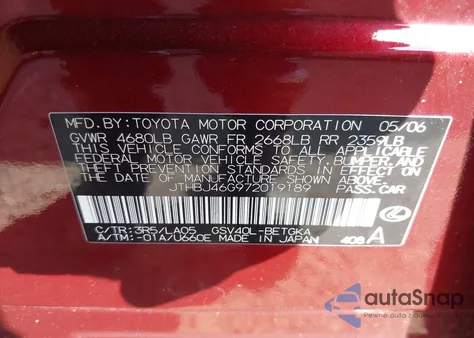 MFD. BY: TOYOTA MOTOR CORPORATION 05/06
GVWR 4680LB GAWR FR 2668LB RR 2359LB
THIS VEHICLE CONFORMS TO ALL APPLICABLE
FEDERAL MOTOR VEHICLE SAFETY, BUMPER, AND
THEFT PREVENTION STANDARDS IN EFFECT ON
THE DATE OF MANUFACTURE SHOWN ABOVE.
JTHBJ46G972019189 PASS.CAR
C/TR: 3R5/LA05 GSV40L-BETGKA
A/TM: -01A/U660E MADE IN JAPAN 408 A
autoSnap
Pewne auto z